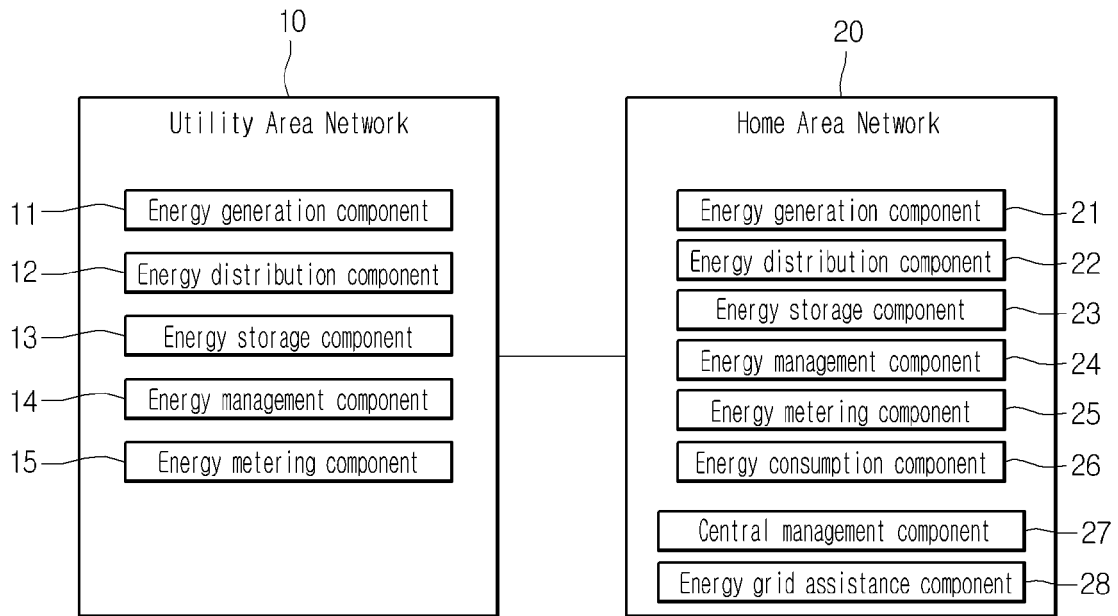 10
Utility Area Network
11 Energy generation component
12 Energy distribution component
13 Energy storage component
14 Energy management component
15 Energy metering component
20
Home Area Network
Energy generation component 21
Energy distribution component 22
Energy storage component 23
Energy management component 24
Energy metering component 25
Energy consumption component 26
Central management component 27
Energy grid assistance component 28